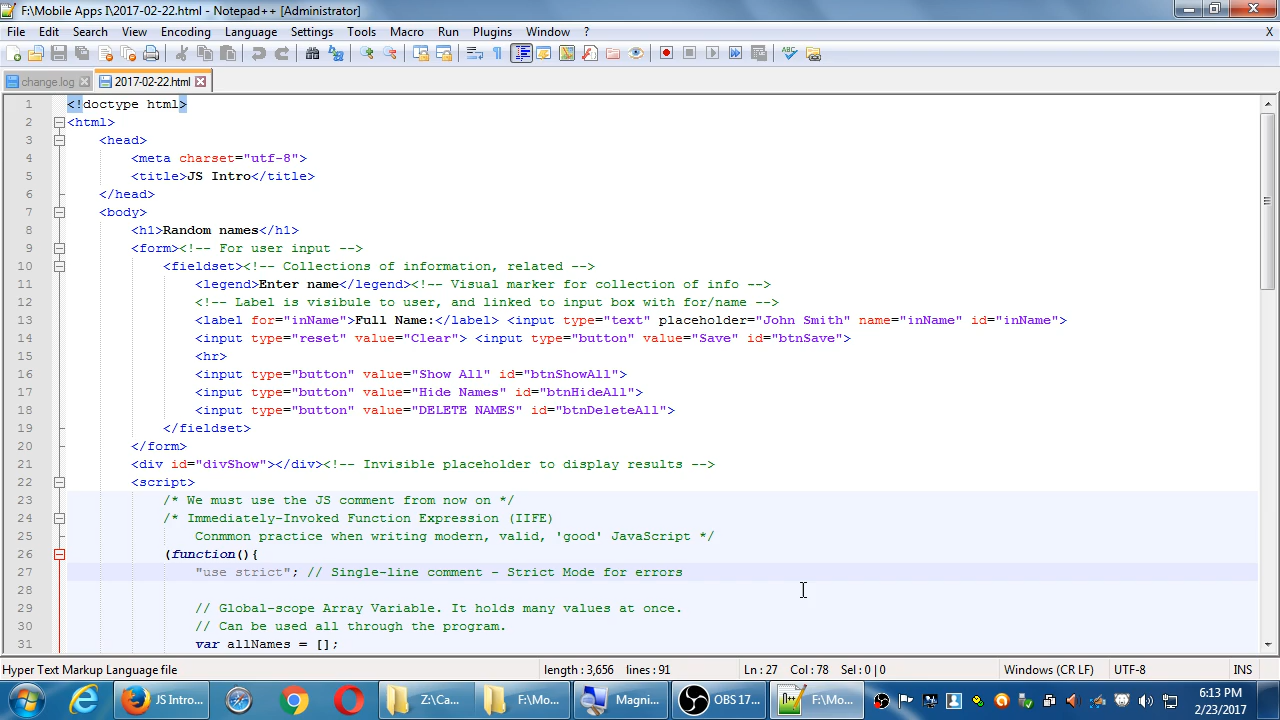 F:\Mobile Apps I\2017-02-22.html - Notepad++ [Administrator]
File Edit Search View Encoding Language Settings Tools Macro Run Plugins Window ? X
change.log 2017-02-22.html
1 <!doctype html>
2 <html>
3 <head>
4 <meta charset="utf-8">
5 <title>JS Intro</title>
6 </head>
7 <body>
8 <h1>Random names</h1>
9 <form><!-- For user input -->
10 <fieldset><!-- Collections of information, related -->
11 <legend>Enter name</legend><!-- Visual marker for collection of info -->
12 <!-- Label is visibule to user, and linked to input box with for/name -->
13 <label for="inName">Full Name:</label> <input type="text" placeholder="John Smith" name="inName" id="inName">
14 <input type="reset" value="Clear"> <input type="button" value="Save" id="btnSave">
15 <hr>
16 <input type="button" value="Show All" id="btnShowAll">
17 <input type="button" value="Hide Names" id="btnHideAll">
18 <input type="button" value="DELETE NAMES" id="btnDeleteAll">
19 </fieldset>
20 </form>
21 <div id="divShow"></div><!-- Invisible placeholder to display results -->
22 <script>
23 /* We must use the JS comment from now on */
24 /* Immediately-Invoked Function Expression (IIFE)
25 Conmmon practice when writing modern, valid, 'good' JavaScript */
26 (function(){
27 "use strict"; // Single-line comment - Strict Mode for errors
28
29 // Global-scope Array Variable. It holds many values at once.
30 // Can be used all through the program.
31 var allNames = [];
Hyper Text Markup Language file length : 3,656 lines : 91 Ln : 27 Col : 78 Sel : 0 | 0 Windows (CR LF) UTF-8 INS
JS Intro... Z:\Ca... F:\Mo... Magni... OBS 17... F:\Mo... 6:13 PM
2/23/2017